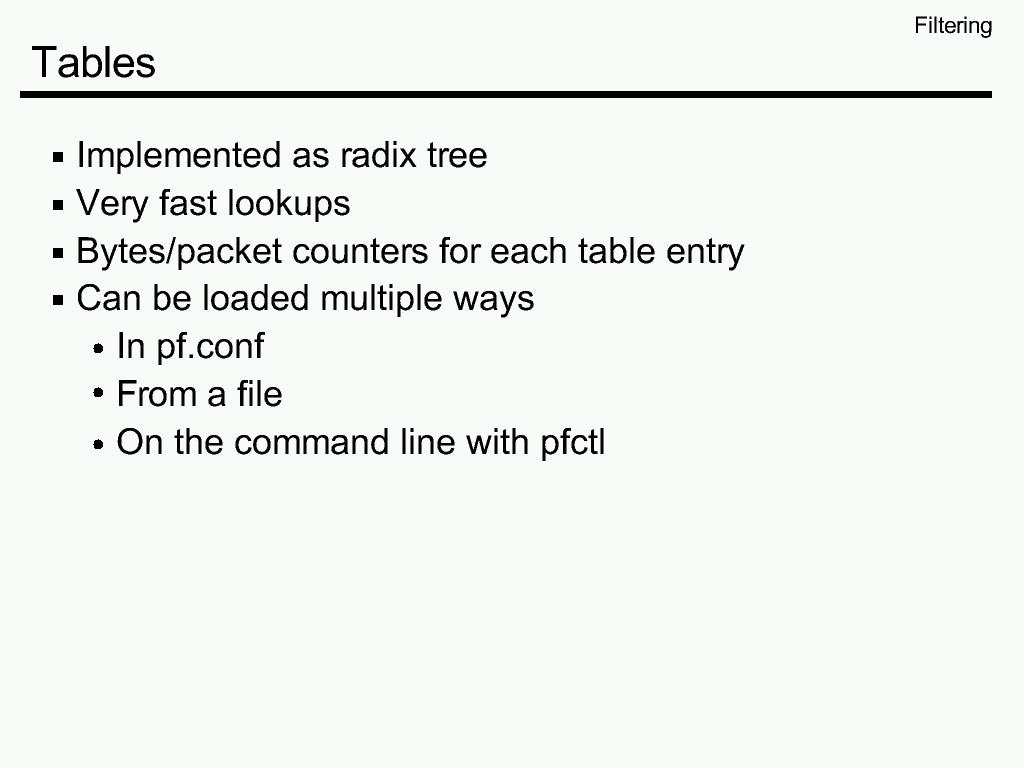 Filtering
Tables
▪ Implemented as radix tree
▪ Very fast lookups
▪ Bytes/packet counters for each table entry
▪ Can be loaded multiple ways
• In pf.conf
• From a file
• On the command line with pfctl